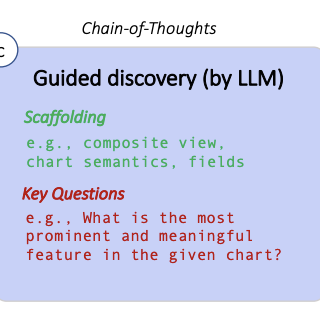 Chain-of-Thoughts
c
Guided discovery (by LLM)
Scaffolding
e.g., composite view,
chart semantics, fields
Key Questions
e.g., What is the most
prominent and meaningful
feature in the given chart?